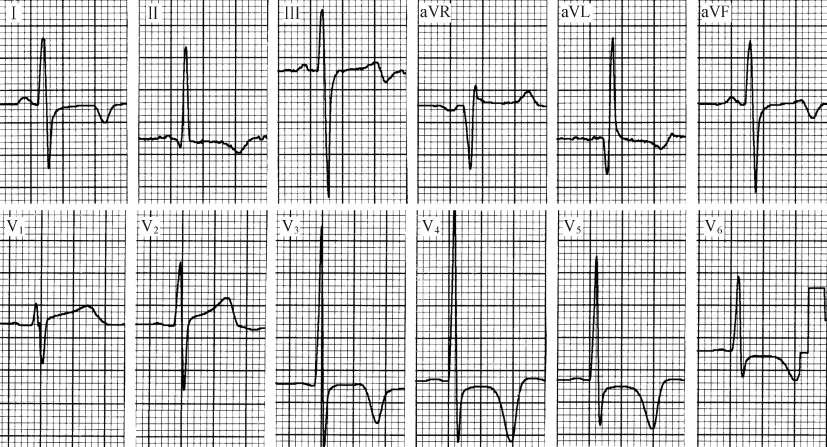 I II III aVR aVL aVF
V₁ V₂ V₃ V₄ V₅ V₆